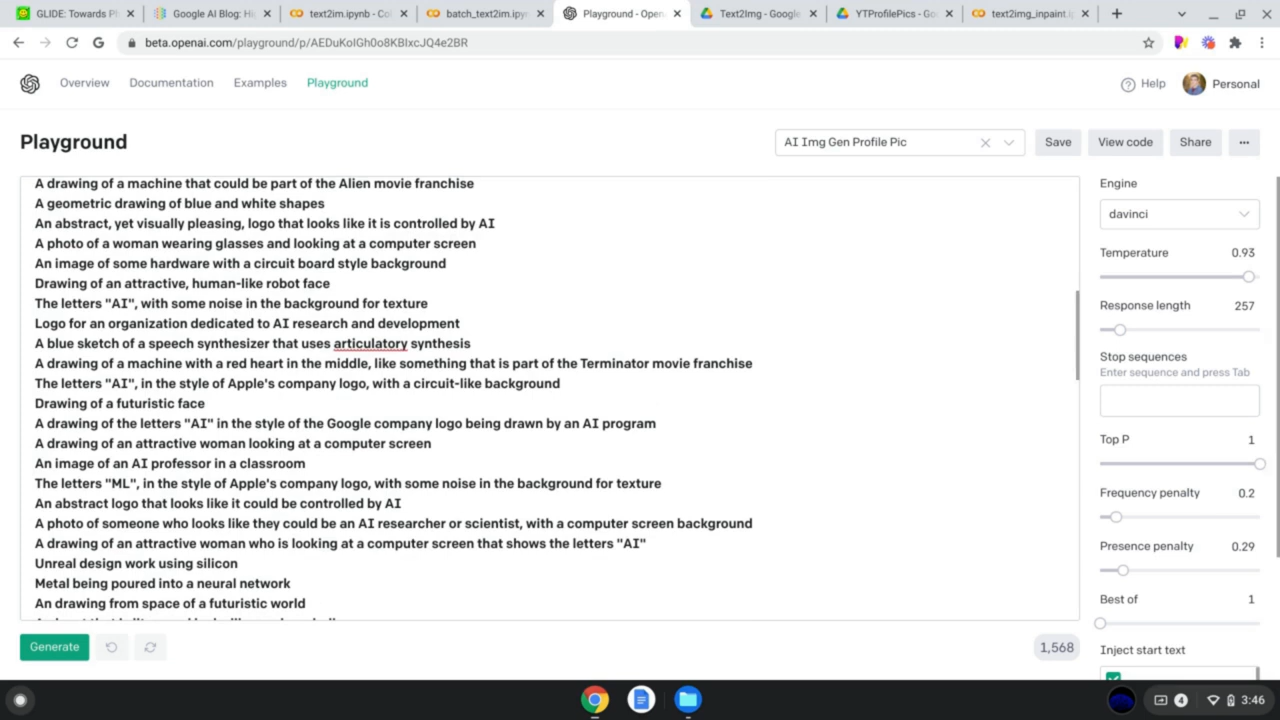 GLIDE: Towards P
Google AI Blog: Hi
text2im.ipynb - Col
batch_text2im.ipy
Playground - Open
Text2Img - Google
YTProfilePics - Go
text2img_inpaint.i
beta.openai.com/playground/p/AEDuKoIGh0o8KBIxcJQ4e2BR
Overview Documentation Examples Playground Help Personal
Playground
AI Img Gen Profile Pic
Save View code Share ...
A drawing of a machine that could be part of the Alien movie franchise
A geometric drawing of blue and white shapes
An abstract, yet visually pleasing, logo that looks like it is controlled by AI
A photo of a woman wearing glasses and looking at a computer screen
An image of some hardware with a circuit board style background
Drawing of an attractive, human-like robot face
The letters "AI", with some noise in the background for texture
Logo for an organization dedicated to AI research and development
A blue sketch of a speech synthesizer that uses articulatory synthesis
A drawing of a machine with a red heart in the middle, like something that is part of the Terminator movie franchise
The letters "AI", in the style of Apple's company logo, with a circuit-like background
Drawing of a futuristic face
A drawing of the letters "AI" in the style of the Google company logo being drawn by an AI program
A drawing of an attractive woman looking at a computer screen
An image of an AI professor in a classroom
The letters "ML", in the style of Apple's company logo, with some noise in the background for texture
An abstract logo that looks like it could be controlled by AI
A photo of someone who looks like they could be an AI researcher or scientist, with a computer screen background
A drawing of an attractive woman who is looking at a computer screen that shows the letters "AI"
Unreal design work using silicon
Metal being poured into a neural network
An drawing from space of a futuristic world
Engine
davinci
Temperature 0.93
Response length 257
Stop sequences
Enter sequence and press Tab
Top P 1
Frequency penalty 0.2
Presence penalty 0.29
Best of 1
Inject start text
Generate
1,568
4 3:46